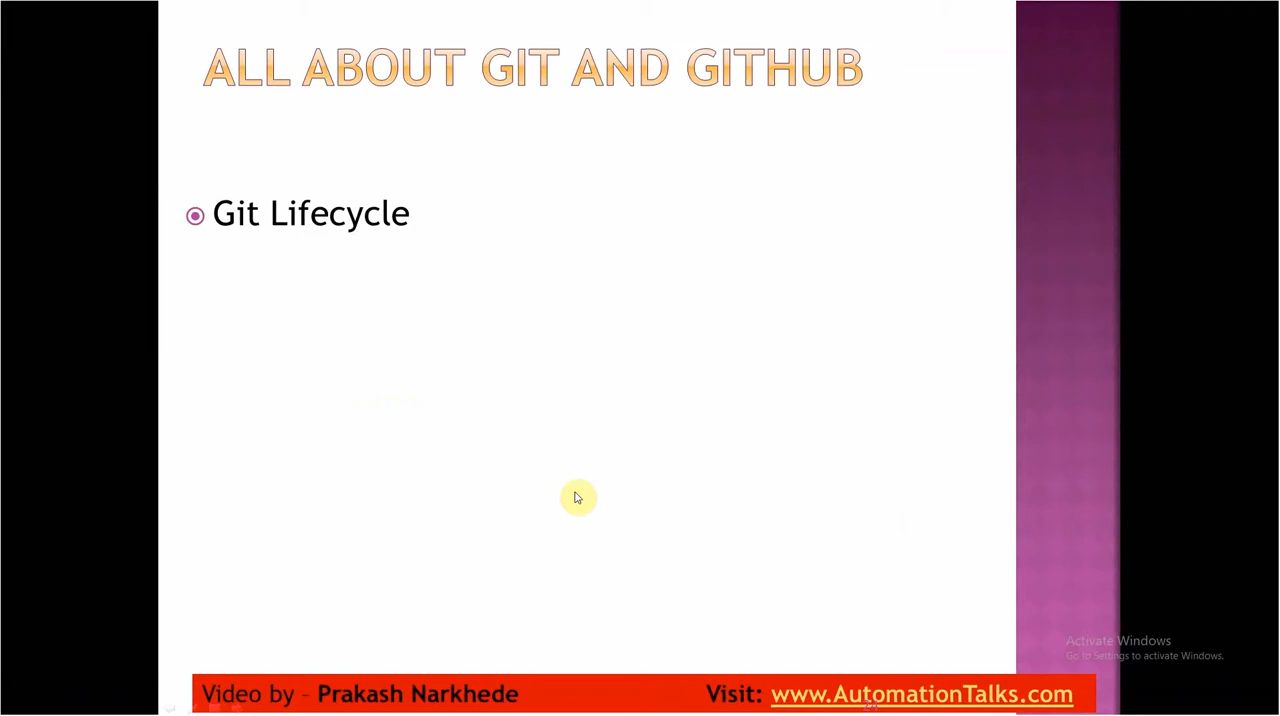 ALL ABOUT GIT AND GITHUB
Git Lifecycle
Activate Windows
Go to Settings to activate Windows.
Video by – Prakash Narkhede Visit: www.AutomationTalks.com